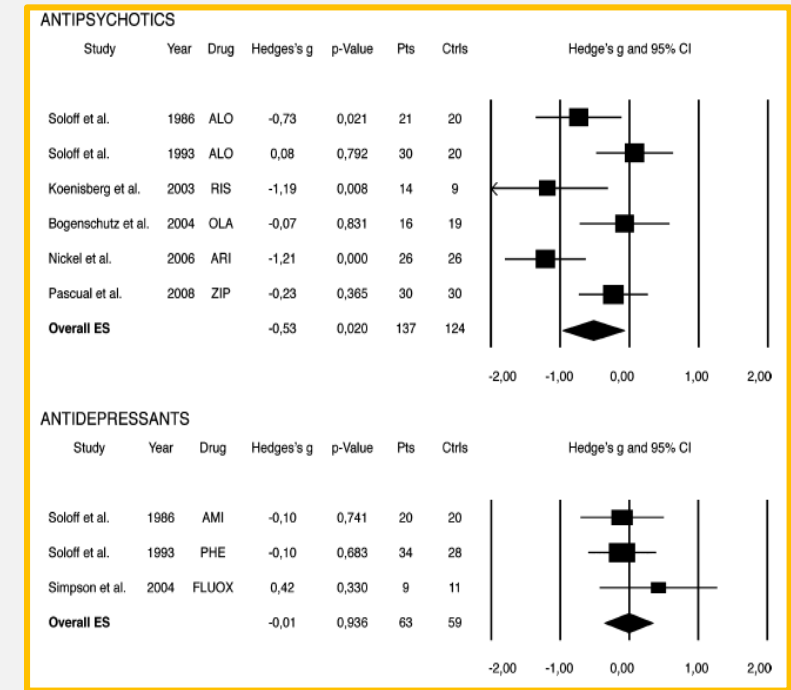 ANTIPSYCHOTICS
Study Year Drug Hedges's g p-Value Pts Ctrls Hedge's g and 95% CI
Soloff et al. 1986 ALO -0,73 0,021 21 20
Soloff et al. 1993 ALO 0,08 0,792 30 20
Koenisberg et al. 2003 RIS -1,19 0,008 14 9
Bogenschutz et al. 2004 OLA -0,07 0,831 16 19
Nickel et al. 2006 ARI -1,21 0,000 26 26
Pascual et al. 2008 ZIP -0,23 0,365 30 30
Overall ES -0,53 0,020 137 124
-2,00 -1,00 0,00 1,00 2,00
ANTIDEPRESSANTS
Study Year Drug Hedges's g p-Value Pts Ctrls Hedge's g and 95% CI
Soloff et al. 1986 AMI -0,10 0,741 20 20
Soloff et al. 1993 PHE -0,10 0,683 34 28
Simpson et al. 2004 FLUOX 0,42 0,330 9 11
Overall ES -0,01 0,936 63 59
-2,00 -1,00 0,00 1,00 2,00